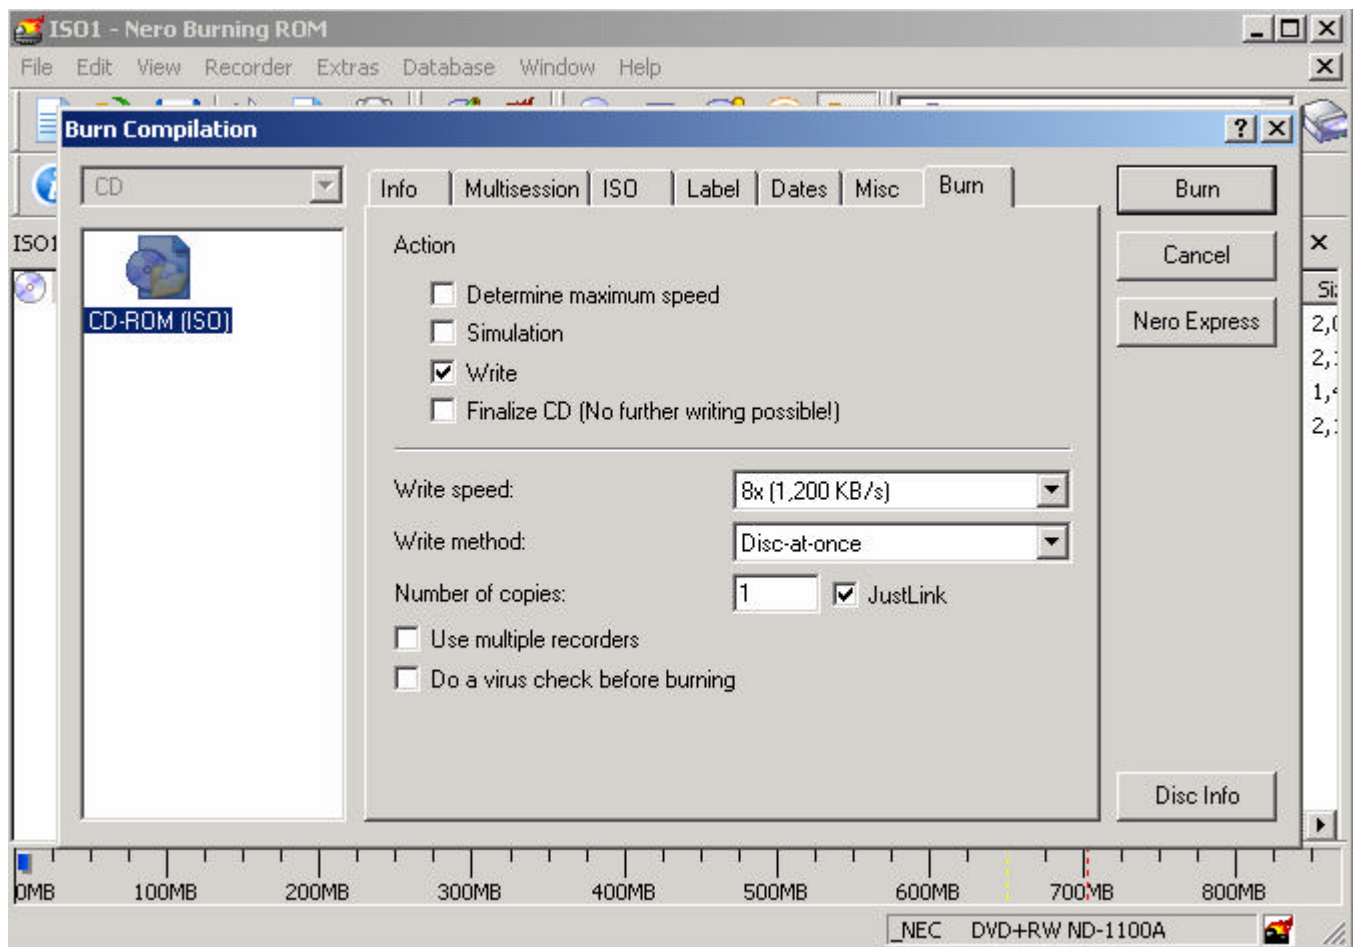 ISO1 - Nero Burning ROM
File Edit View Recorder Extras Database Window Help
Burn Compilation
CD
Info Multisession ISO Label Dates Misc Burn
Burn
ISO1
Action
Cancel
Determine maximum speed
CD-ROM (ISO)
Nero Express
Simulation
Write
Finalize CD (No further writing possible!)
Write speed: 8x (1,200 KB/s)
Write method: Disc-at-once
Number of copies: 1 JustLink
Use multiple recorders
Do a virus check before burning
Disc Info
0MB 100MB 200MB 300MB 400MB 500MB 600MB 700MB 800MB
_NEC DVD+RW ND-1100A